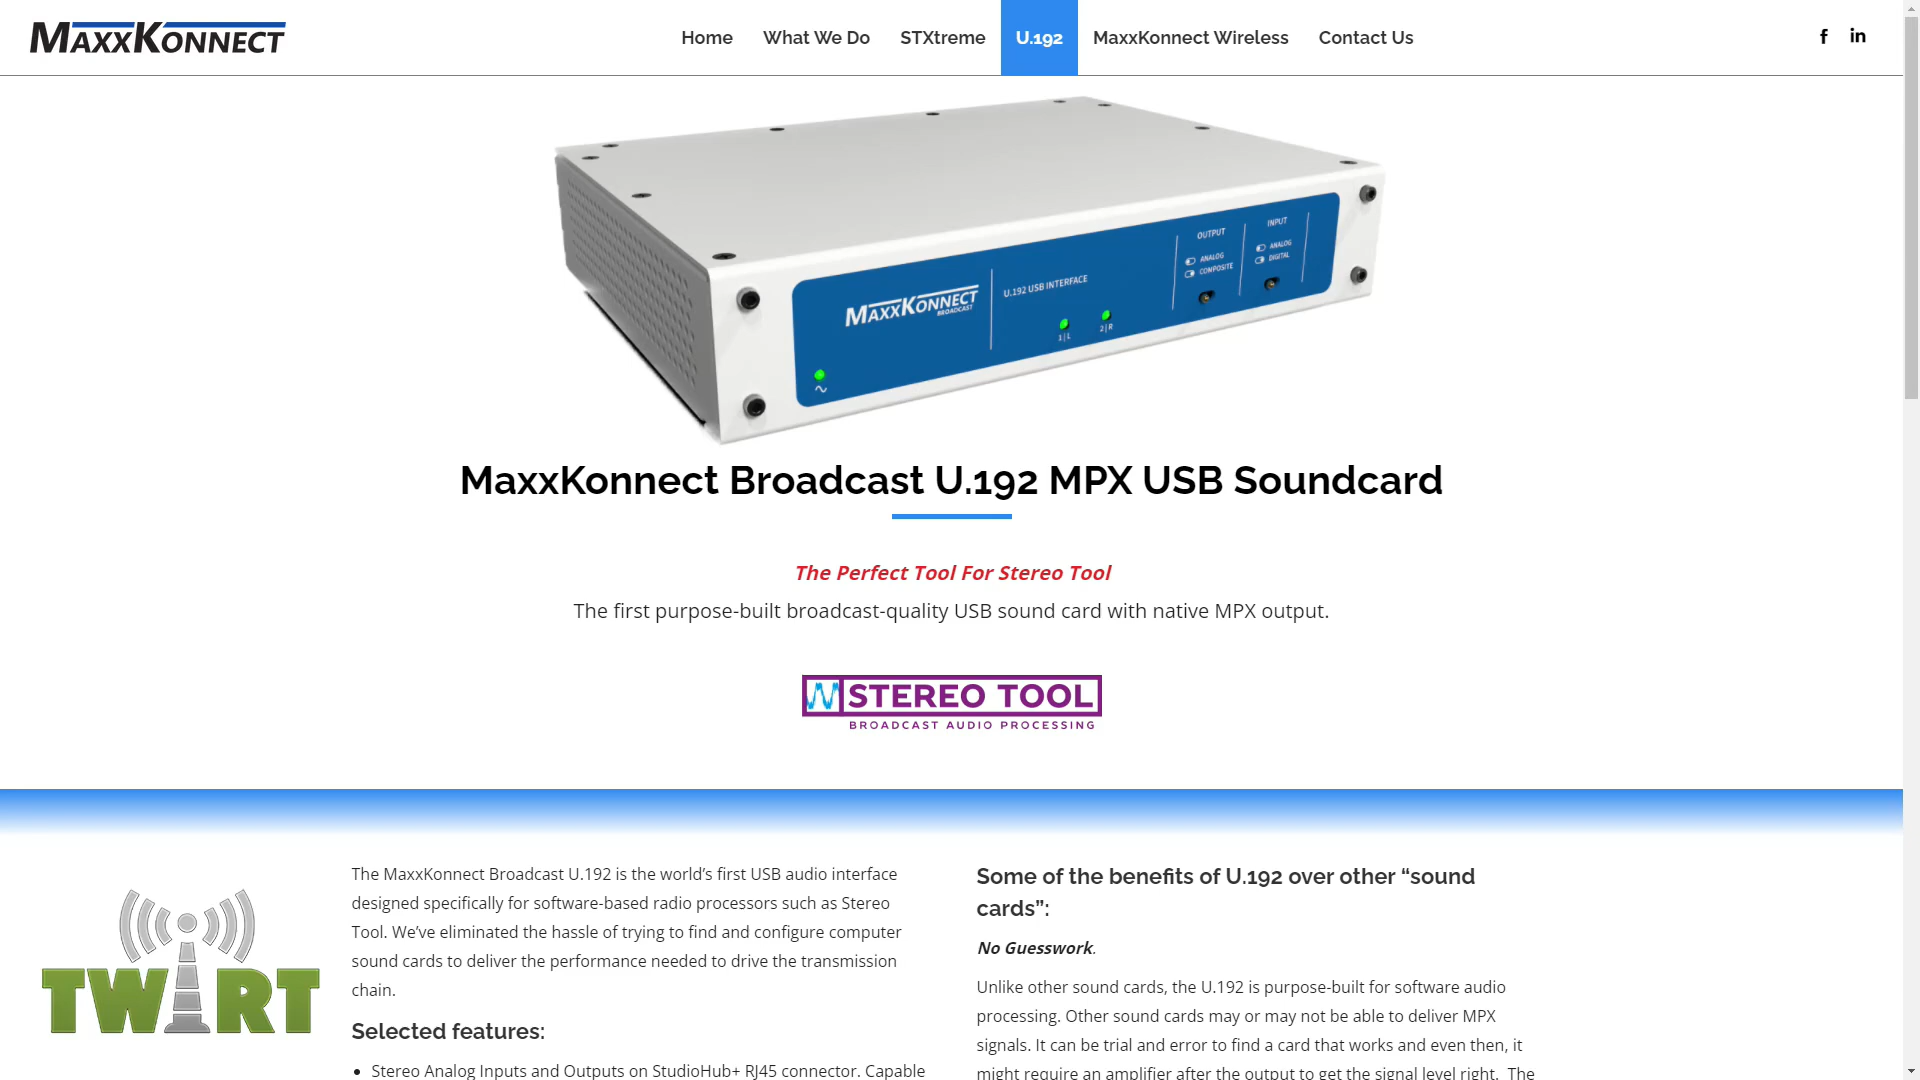 MAXXKONNECT
Home
What We Do
STXtreme
U.192
MaxxKonnect Wireless
Contact Us
f
in
OUTPUT
ANALOG
COMPOSITE
INPUT
ANALOG
DIGITAL
MAXXKONNECT
BROADCAST
U.192 USB INTERFACE
1|L
2|R
MaxxKonnect Broadcast U.192 MPX USB Soundcard
The Perfect Tool For Stereo Tool
The first purpose-built broadcast-quality USB sound card with native MPX output.
STEREO TOOL
BROADCAST AUDIO PROCESSING
TWIRT
The MaxxKonnect Broadcast U.192 is the world’s first USB audio interface
designed specifically for software-based radio processors such as Stereo
Tool. We’ve eliminated the hassle of trying to find and configure computer
sound cards to deliver the performance needed to drive the transmission
chain.
Selected features:
• Stereo Analog Inputs and Outputs on StudioHub+ RJ45 connector. Capable
Some of the benefits of U.192 over other “sound
cards”:
No Guesswork.
Unlike other sound cards, the U.192 is purpose-built for software audio
processing. Other sound cards may or may not be able to deliver MPX
signals. It can be trial and error to find a card that works and even then, it
might require an amplifier after the output to get the signal level right. The